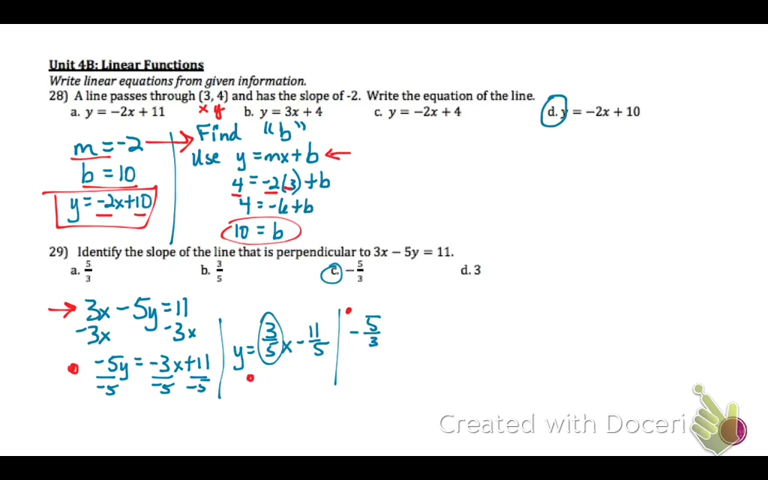 Unit 4B: Linear Functions
Write linear equations from given information.
28) A line passes through (3, 4) and has the slope of -2. Write the equation of the line.
a. y = −2x + 11 b. y = 3x + 4 c. y = −2x + 4 d. y = −2x + 10
x y
m = -2
b = 10
y = -2x+10
Find "b"
Use y = mx + b
4 = -2(3) + b
4 = -6 + b
10 = b
29) Identify the slope of the line that is perpendicular to 3x − 5y = 11.
a. 5/3 b. 3/5 c. − 5/3 d. 3
3x - 5y = 11
-3x -3x
-5y = -3x + 11
-5 -5 -5
y = 3/5 x - 11/5
- 5/3
Created with Doceri